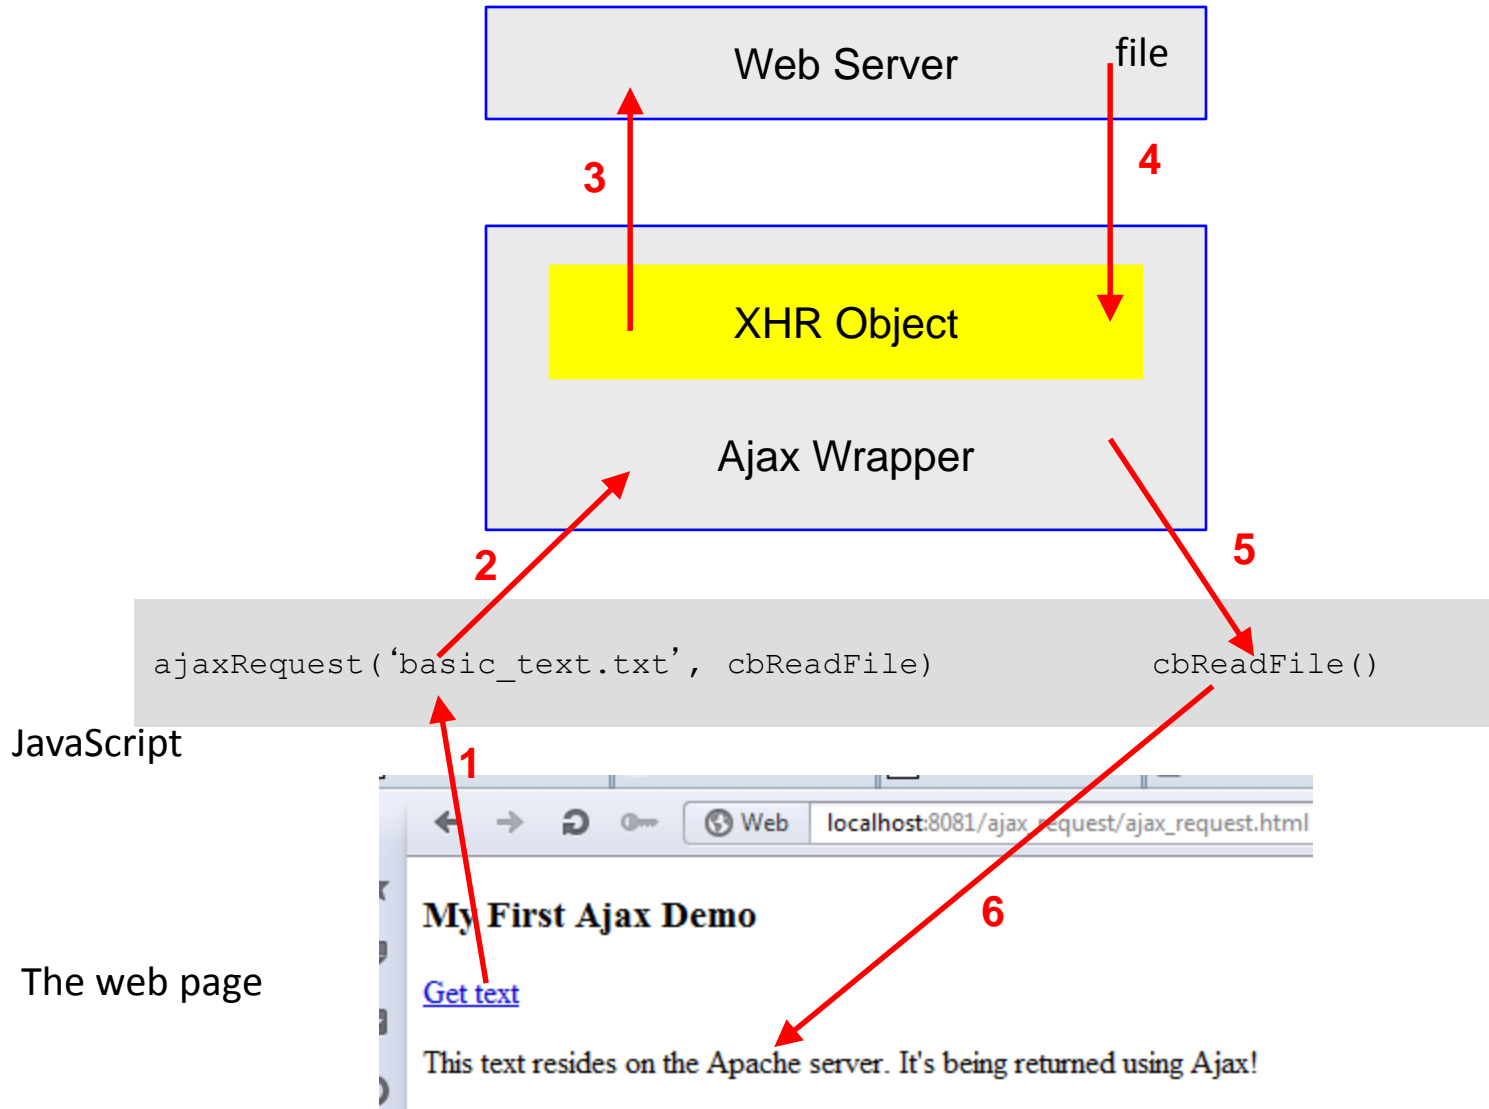 Web Server
file
3
4
XHR Object
Ajax Wrapper
2
5
ajaxRequest(‘basic_text.txt’, cbReadFile)
cbReadFile()
JavaScript
1
Web
localhost:8081/ajax_request/ajax_request.html
My First Ajax Demo
6
The web page
Get text
This text resides on the Apache server. It's being returned using Ajax!